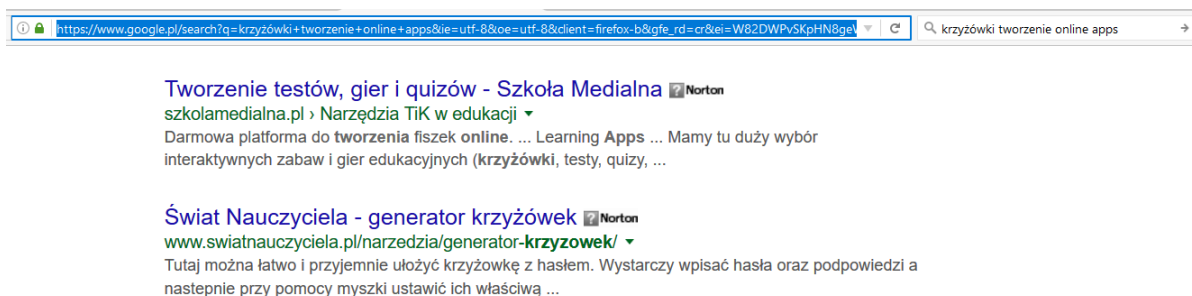 https://www.google.pl/search?q=krzyżówki+tworzenie+online+apps&ie=utf-8&oe=utf-8&client=firefox-b&gfe_rd=cr&ei=W82DWPvSKpHN8geV krzyżówki tworzenie online apps
Tworzenie testów, gier i quizów - Szkoła Medialna ? Norton
szkolamedialna.pl › Narzędzia TiK w edukacji
Darmowa platforma do tworzenia fiszek online. ... Learning Apps ... Mamy tu duży wybór
interaktywnych zabaw i gier edukacyjnych (krzyżówki, testy, quizy, ...
Świat Nauczyciela - generator krzyżówek ? Norton
www.swiatnauczyciela.pl/narzedzia/generator-krzyzowek/
Tutaj można łatwo i przyjemnie ułożyć krzyżowkę z hasłem. Wystarczy wpisać hasła oraz podpowiedzi a
następnie przy pomocy myszki ustawić ich właściwą ...